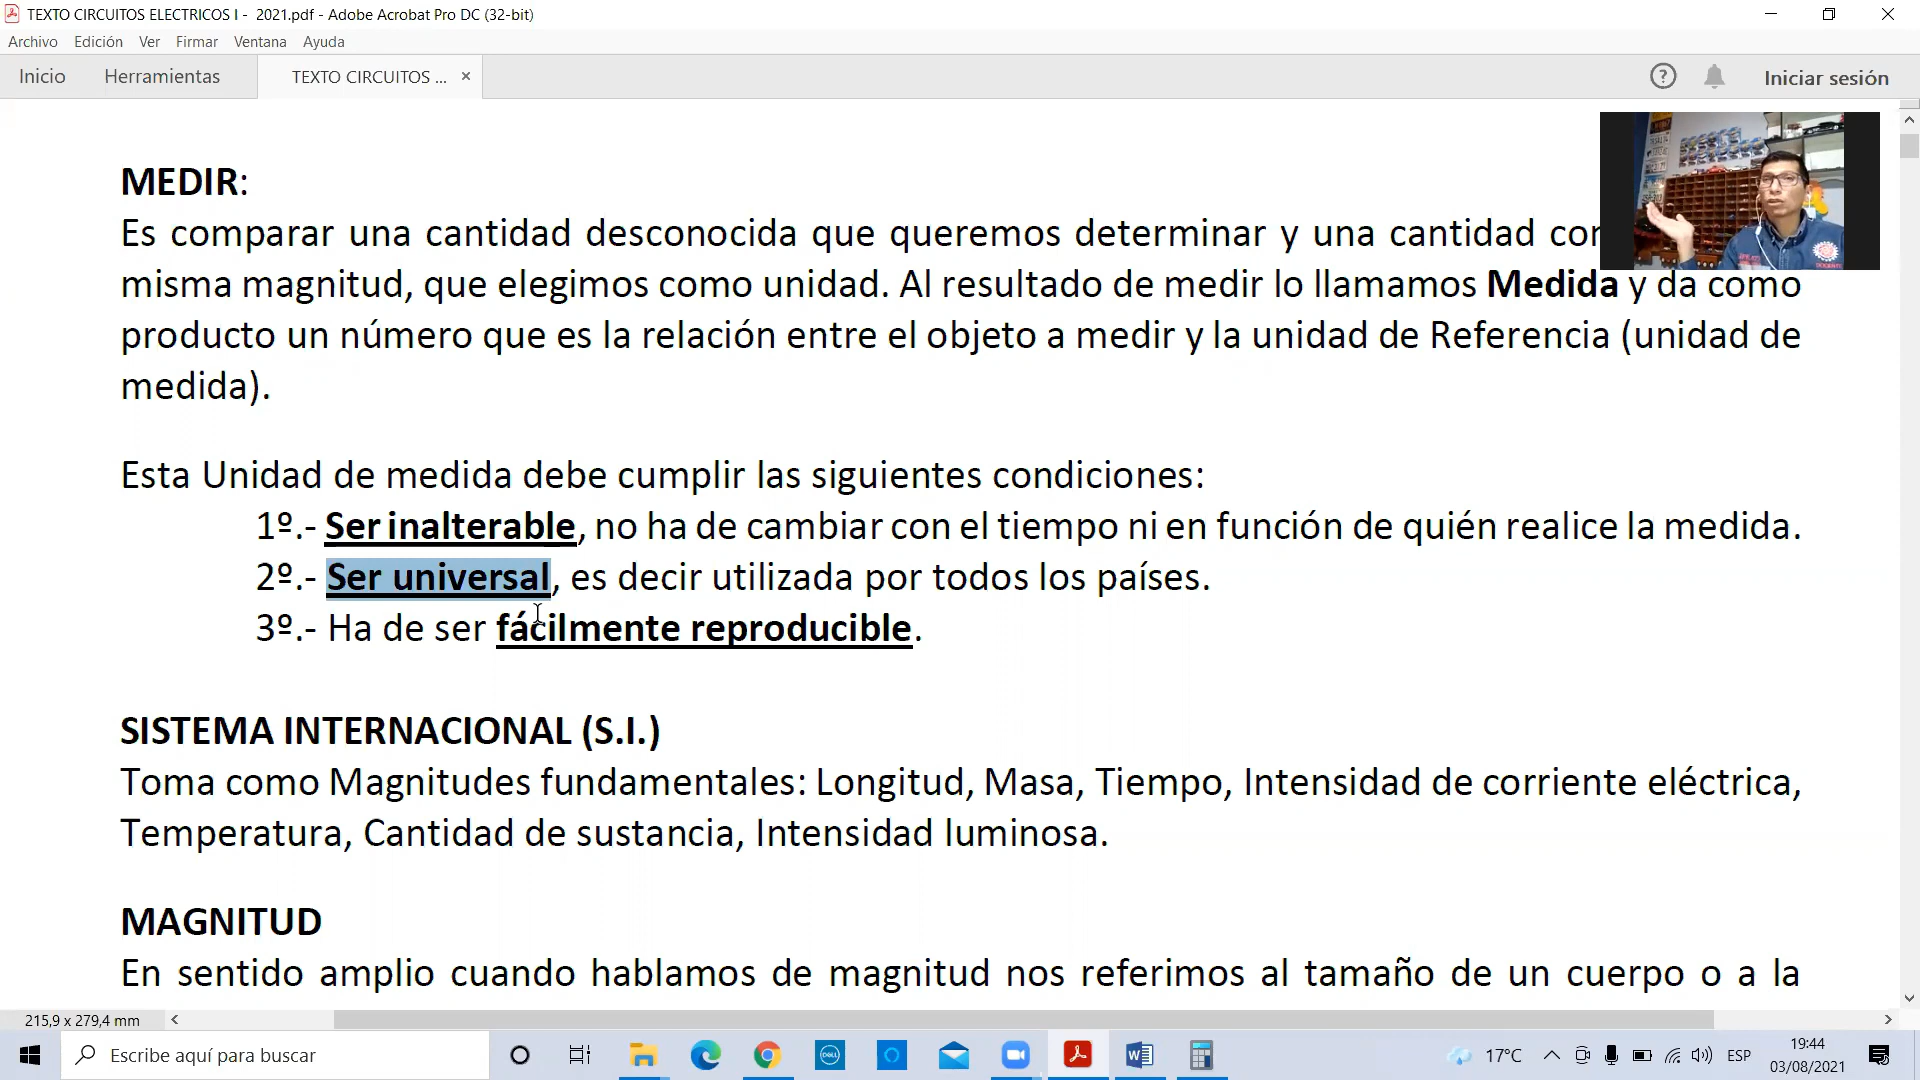 TEXTO CIRCUITOS ELECTRICOS I - 2021.pdf - Adobe Acrobat Pro DC (32-bit)
Archivo Edición Ver Firmar Ventana Ayuda
Inicio Herramientas TEXTO CIRCUITOS ... × Iniciar sesión
MEDIR:
Es comparar una cantidad desconocida que queremos determinar y una cantidad
misma magnitud, que elegimos como unidad. Al resultado de medir lo llamamos Medida y da como
producto un número que es la relación entre el objeto a medir y la unidad de Referencia (unidad de
medida).
Esta Unidad de medida debe cumplir las siguientes condiciones:
1º.- Ser inalterable, no ha de cambiar con el tiempo ni en función de quién realice la medida.
2º.- Ser universal, es decir utilizada por todos los países.
3º.- Ha de ser fácilmente reproducible.
SISTEMA INTERNACIONAL (S.I.)
Toma como Magnitudes fundamentales: Longitud, Masa, Tiempo, Intensidad de corriente eléctrica,
Temperatura, Cantidad de sustancia, Intensidad luminosa.
MAGNITUD
En sentido amplio cuando hablamos de magnitud nos referimos al tamaño de un cuerpo o a la
215,9 x 279,4 mm
Escribe aquí para buscar
DELL
17°C
ESP
19:44
03/08/2021